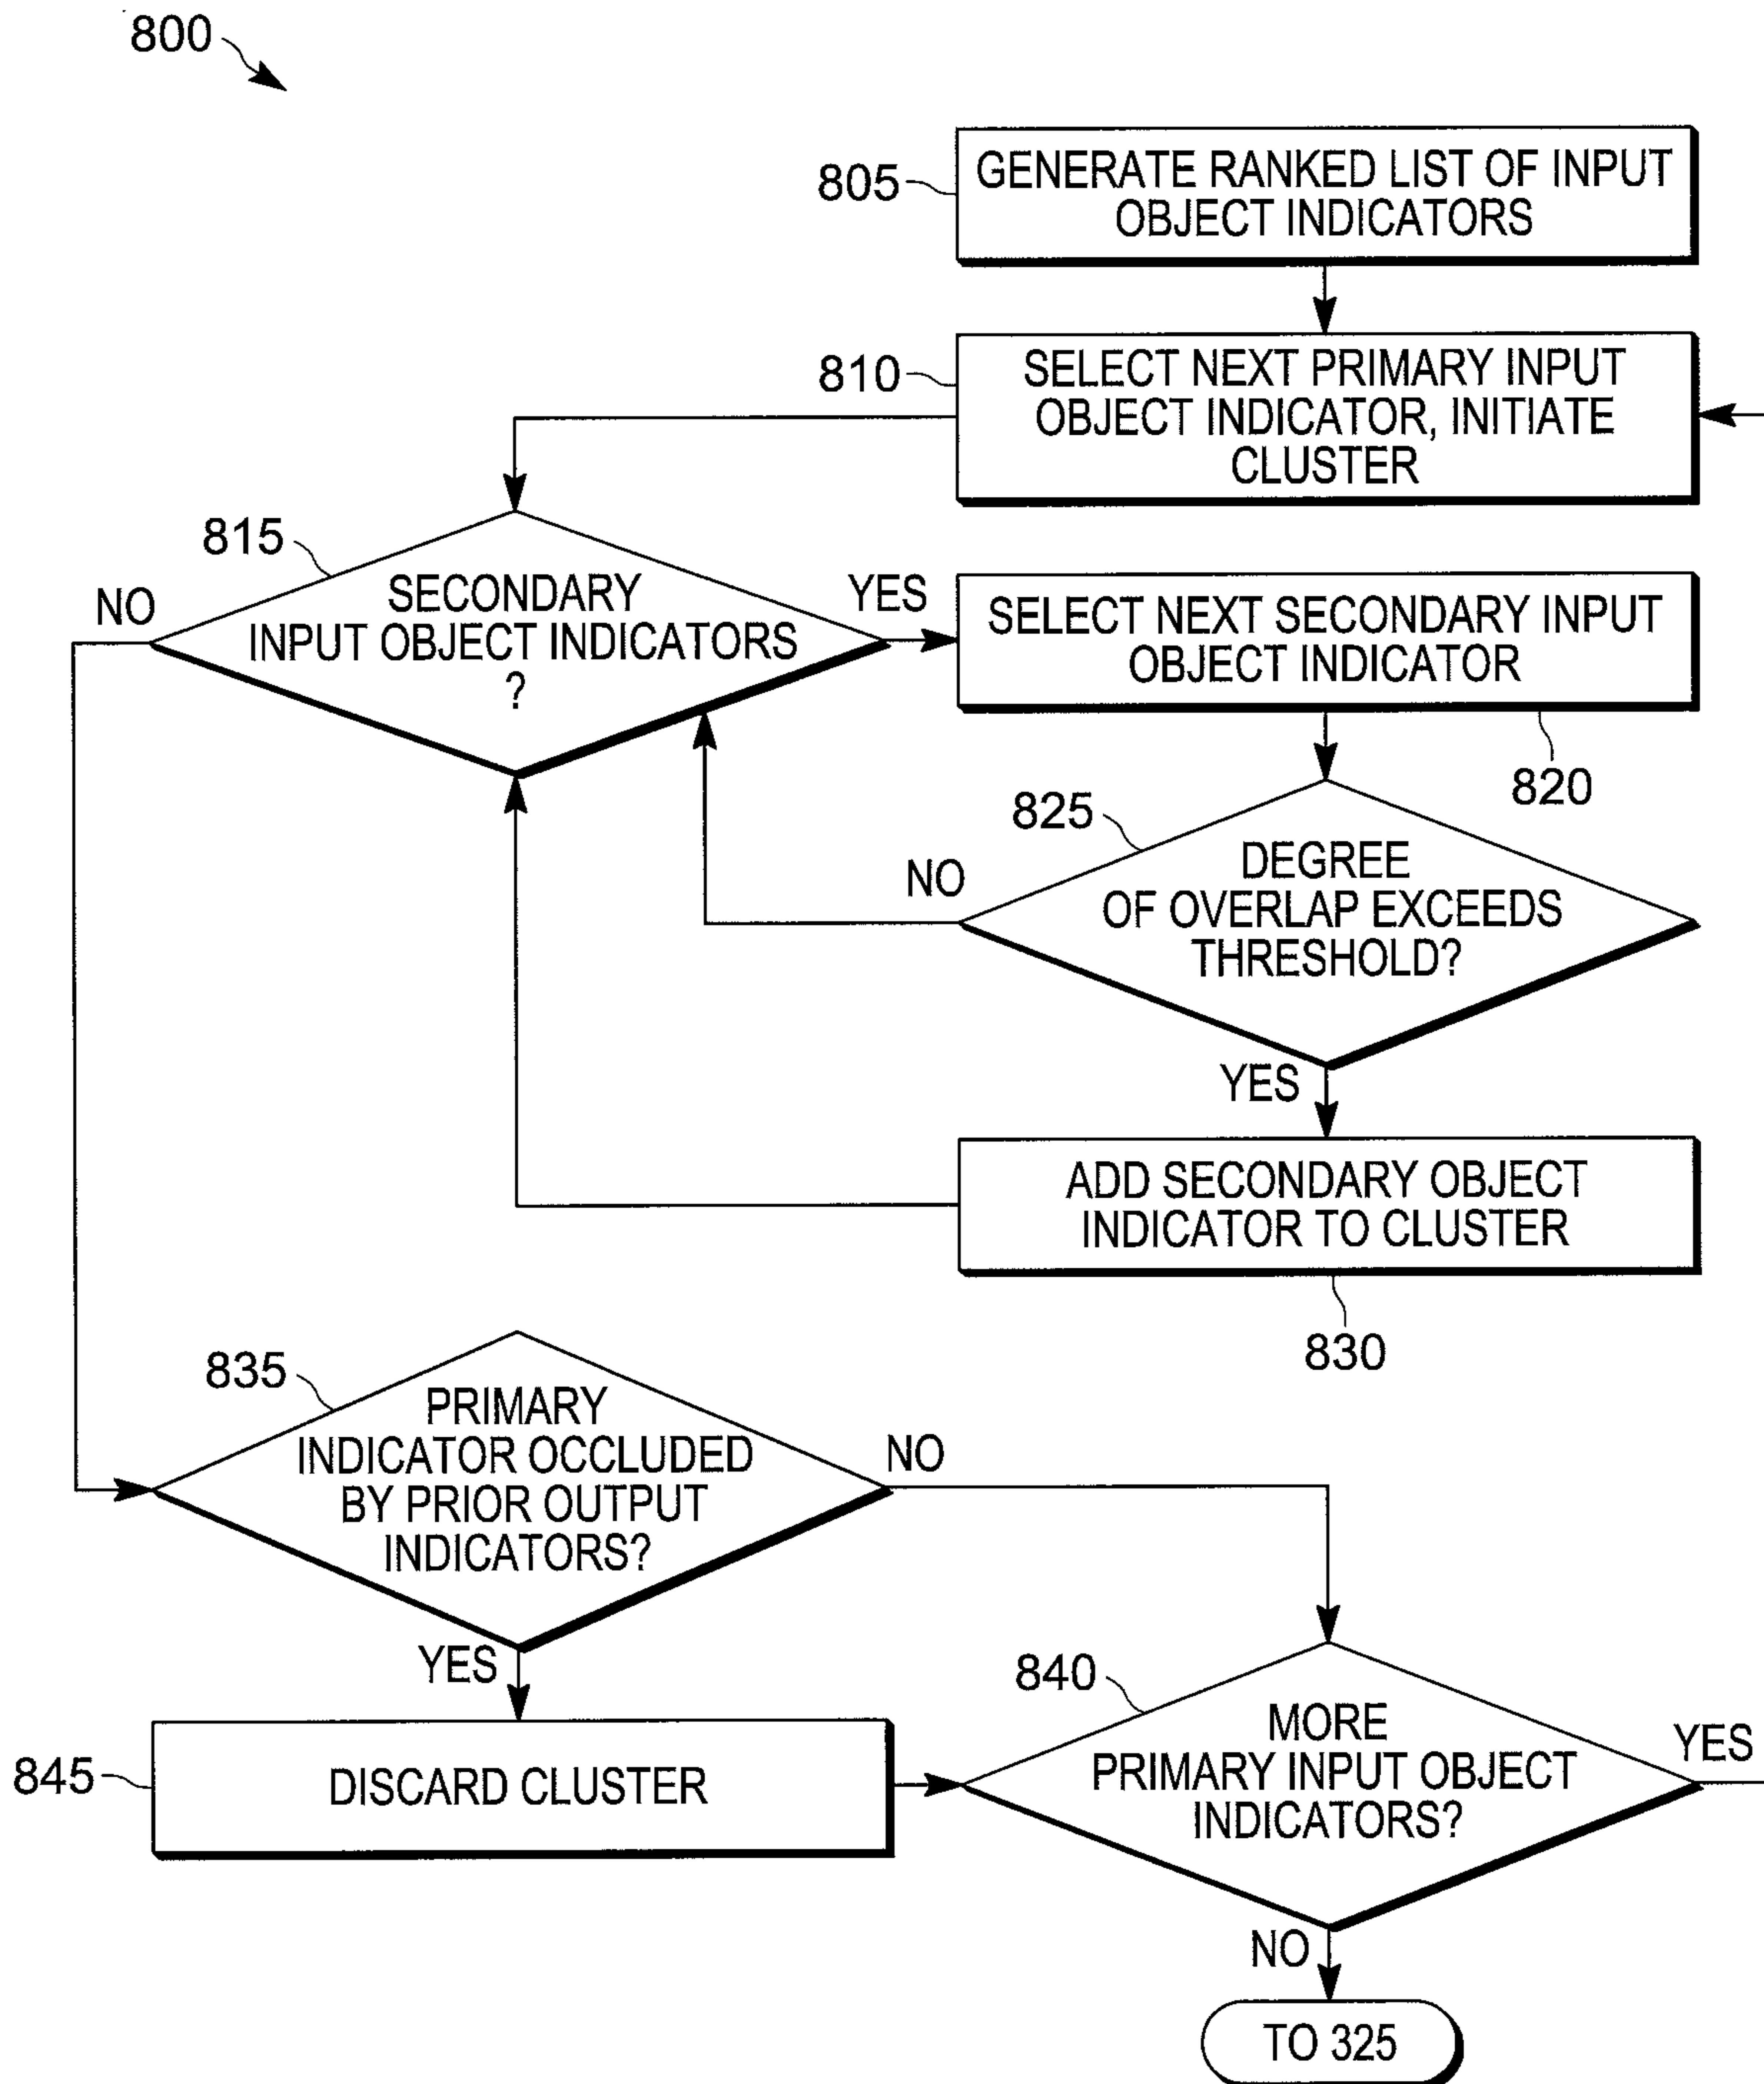 800
805
GENERATE RANKED LIST OF INPUT
OBJECT INDICATORS
810
SELECT NEXT PRIMARY INPUT
OBJECT INDICATOR, INITIATE
CLUSTER
815
NO
SECONDARY
INPUT OBJECT INDICATORS
?
YES
SELECT NEXT SECONDARY INPUT
OBJECT INDICATOR
820
825
NO
DEGREE
OF OVERLAP EXCEEDS
THRESHOLD?
YES
ADD SECONDARY OBJECT
INDICATOR TO CLUSTER
830
835
PRIMARY
INDICATOR OCCLUDED
BY PRIOR OUTPUT
INDICATORS?
NO
YES
840
MORE
PRIMARY INPUT OBJECT
INDICATORS?
YES
845
DISCARD CLUSTER
NO
TO 325